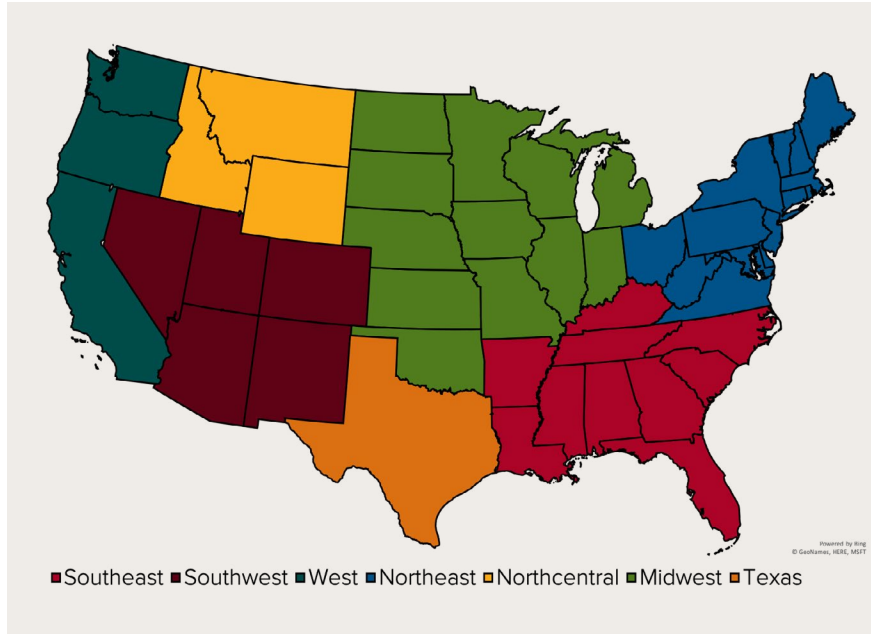 Powered by Bing
© GeoNames, HERE, MSFT
Southeast Southwest West Northeast Northcentral Midwest Texas